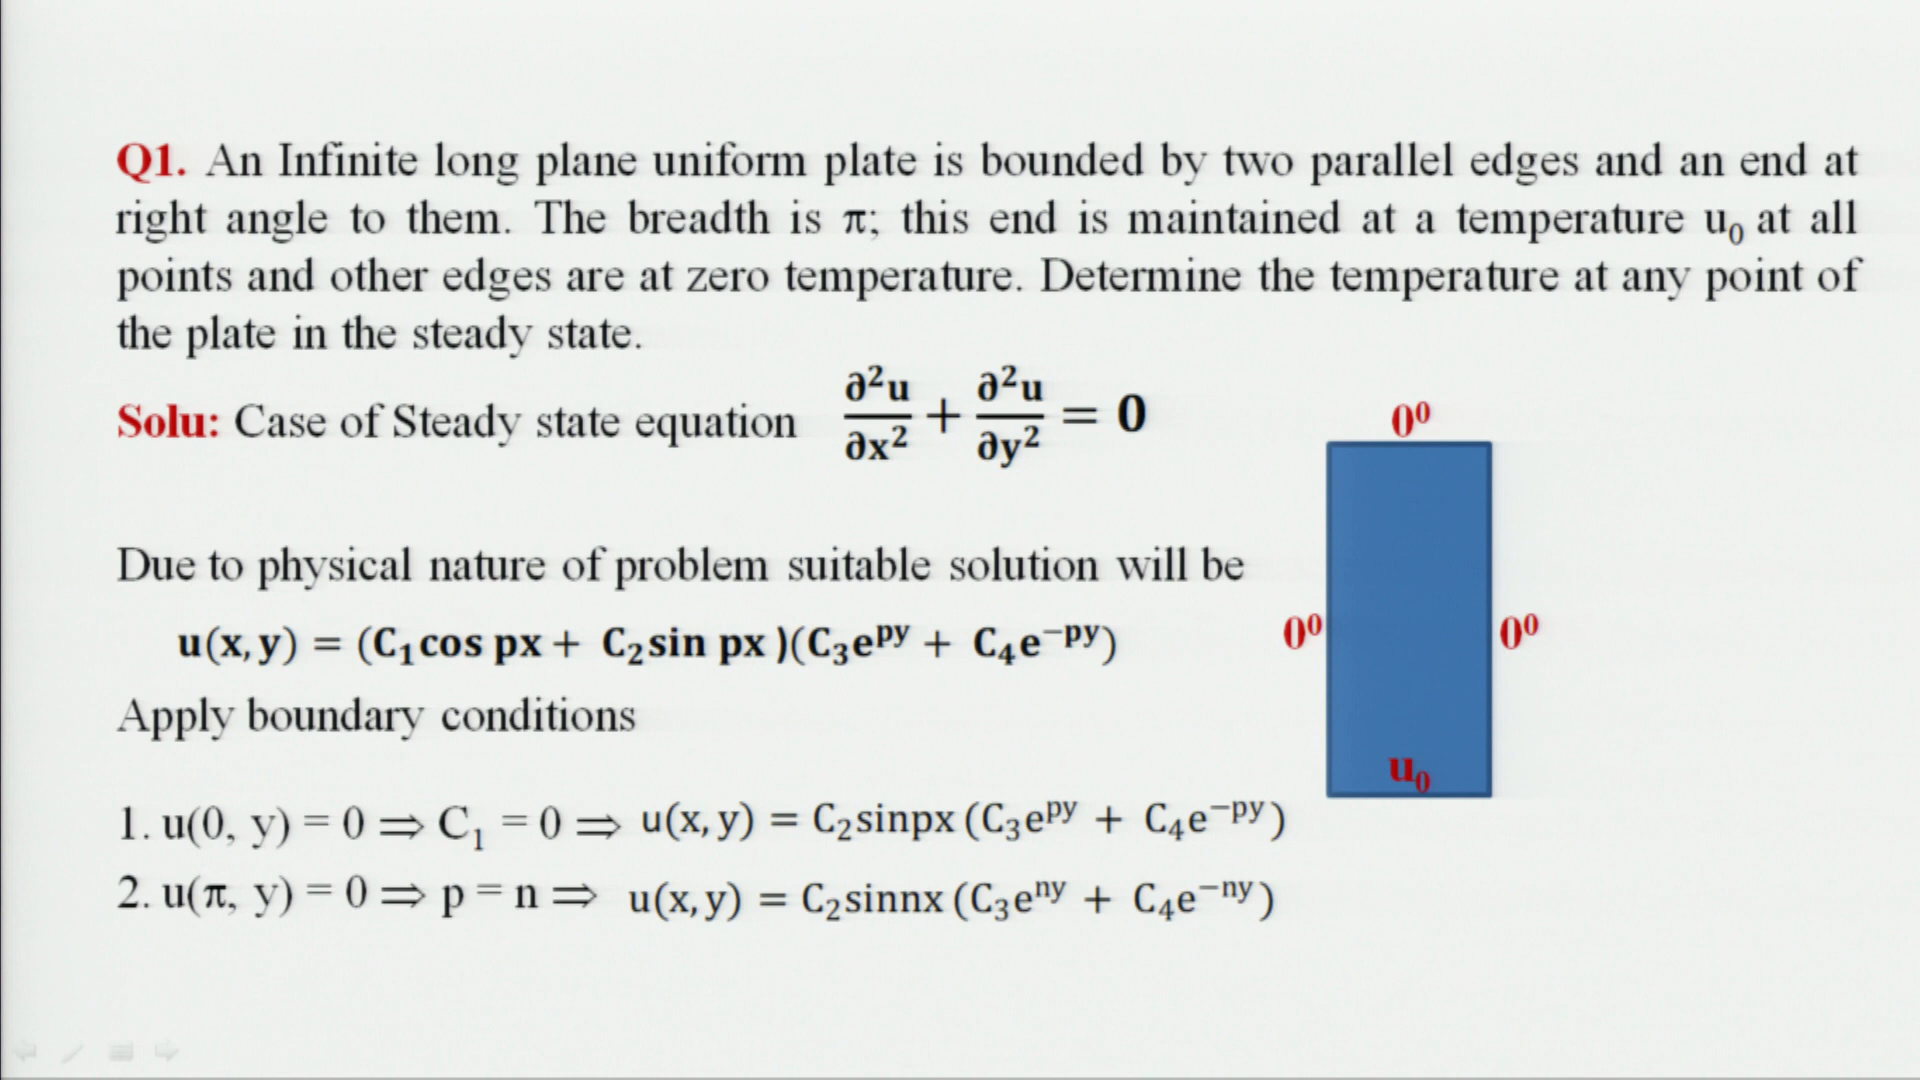 Q1. An Infinite long plane uniform plate is bounded by two parallel edges and an end at
right angle to them. The breadth is π; this end is maintained at a temperature u₀ at all
points and other edges are at zero temperature. Determine the temperature at any point of
the plate in the steady state.
Solu: Case of Steady state equation ∂²u/∂x² + ∂²u/∂y² = 0
0⁰
Due to physical nature of problem suitable solution will be
u(x, y) = (C₁cos px + C₂sin px )(C₃e^py + C₄e^−py)
0⁰ 0⁰
Apply boundary conditions
u₀
1. u(0, y) = 0 ⇒ C₁ = 0 ⇒ u(x, y) = C₂sinpx (C₃e^py + C₄e^−py)
2. u(π, y) = 0 ⇒ p = n ⇒ u(x, y) = C₂sinnx (C₃e^ny + C₄e^−ny)